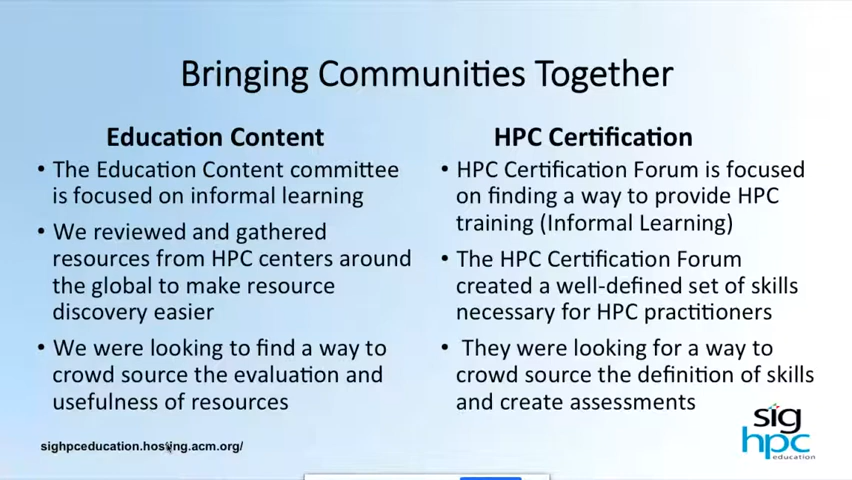 Bringing Communities Together
Education Content
• The Education Content committee
is focused on informal learning
• We reviewed and gathered
resources from HPC centers around
the global to make resource
discovery easier
• We were looking to find a way to
crowd source the evaluation and
usefulness of resources
HPC Certification
• HPC Certification Forum is focused
on finding a way to provide HPC
training (Informal Learning)
• The HPC Certification Forum
created a well-defined set of skills
necessary for HPC practitioners
• They were looking for a way to
crowd source the definition of skills
and create assessments
sighpceducation.hosting.acm.org/
sig
hpc
education